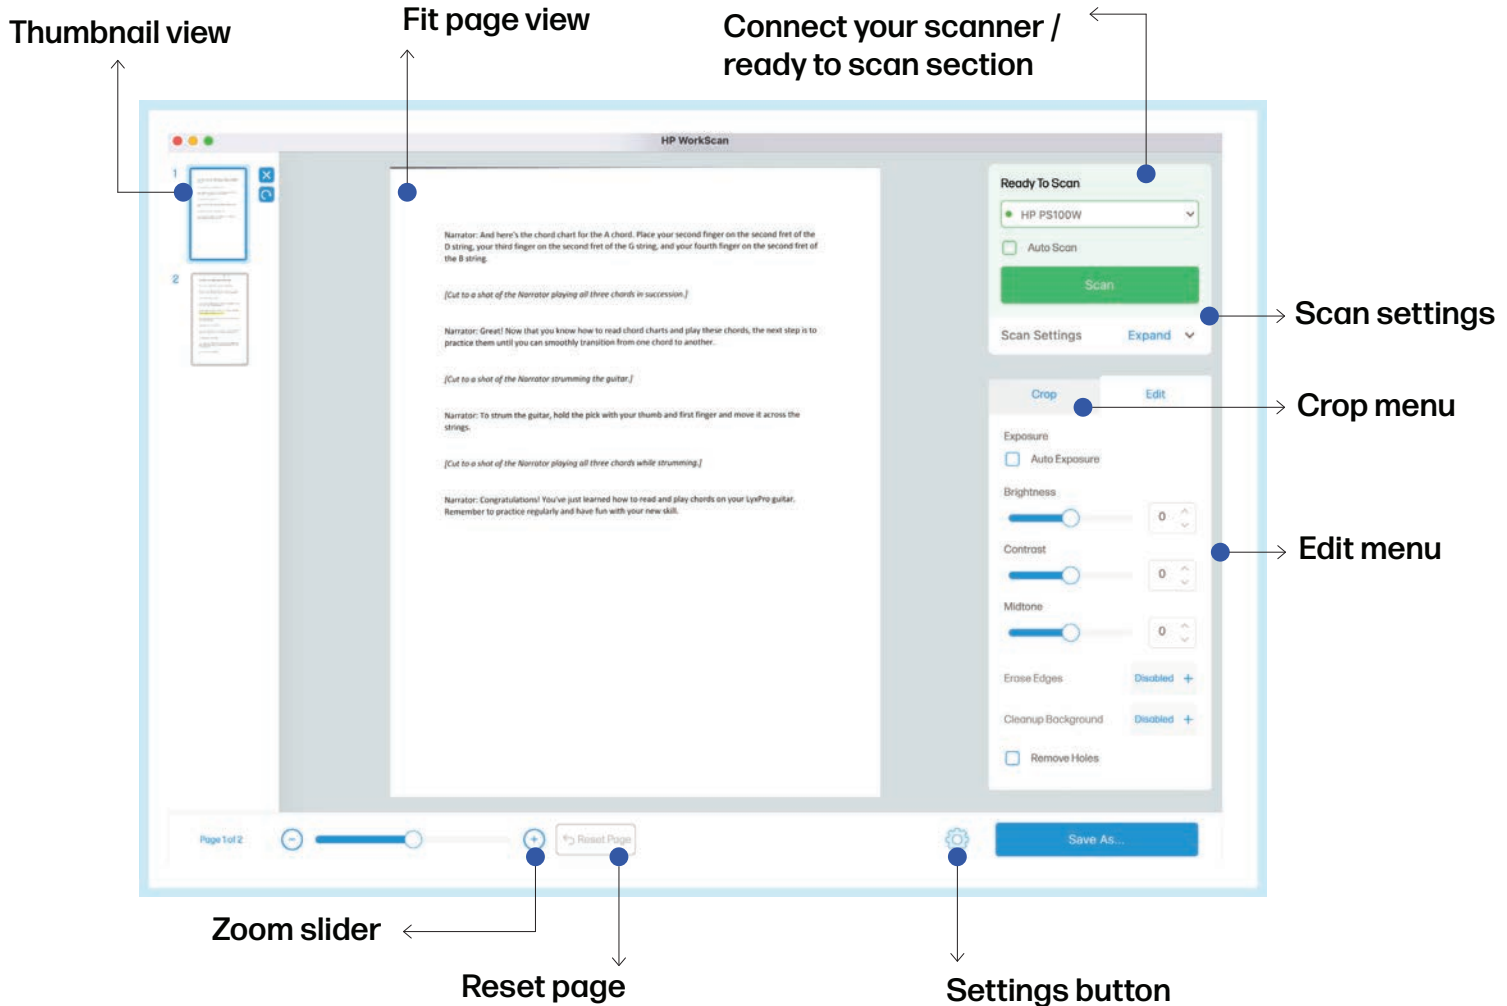 Thumbnail view
Fit page view
Connect your scanner /
ready to scan section
HP WorkScan
1
2
Narrator: And here's the chord chart for the A chord. Place your second finger on the second fret of the
D string, your third finger on the second fret of the G string, and your fourth finger on the second fret of
the B string.
[Cut to a shot of the Narrator playing all three chords in succession.]
Narrator: Great! Now that you know how to read chord charts and play these chords, the next step is to
practice them until you can smoothly transition from one chord to another.
[Cut to a shot of the Narrator strumming the guitar.]
Narrator: To strum the guitar, hold the pick with your thumb and first finger and move it across the
strings.
[Cut to a shot of the Narrator playing all three chords while strumming.]
Narrator: Congratulations! You've just learned how to read and play chords on your LyxPro guitar.
Remember to practice regularly and have fun with your new skill.
Ready To Scan
HP PS100W
Auto Scan
Scan
Scan Settings Expand
Scan settings
Crop Edit
Crop menu
Exposure
Auto Exposure
Brightness
0
Contrast
0
Edit menu
Midtone
0
Erase Edges Disabled +
Cleanup Background Disabled +
Remove Holes
Page 1 of 2
Reset Page
Save As...
Zoom slider
Reset page
Settings button